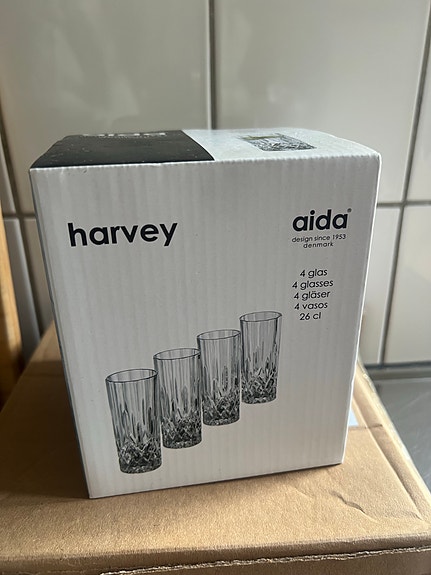 harvey
aida®
design since 1953
denmark
4 glas
4 glasses
4 gläser
4 vasos
26 cl